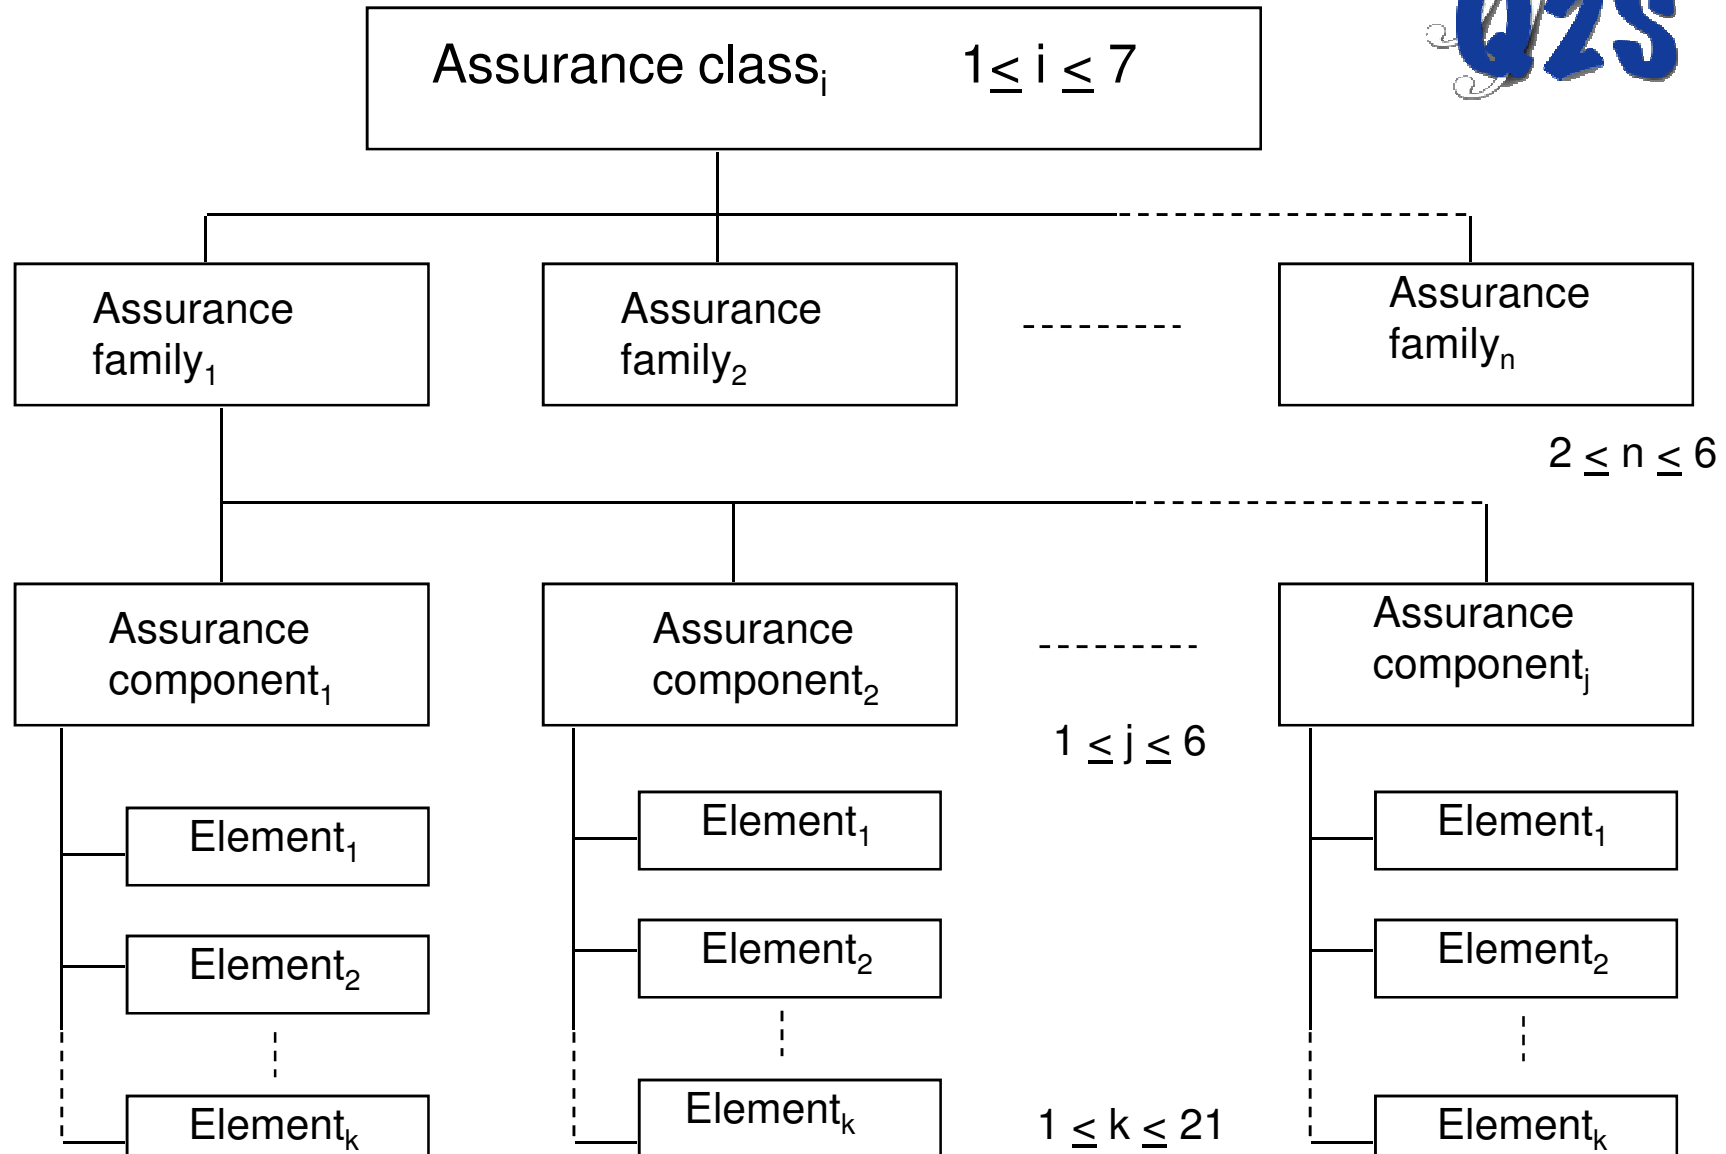 Assurance classᵢ 1 ≤ i ≤ 7
Q2S
Assurance
family₁
Assurance
family₂
Assurance
familyₙ
2 ≤ n ≤ 6
Assurance
component₁
Assurance
component₂
Assurance
componentⱼ
1 ≤ j ≤ 6
Element₁
Element₁
Element₁
Element₂
Element₂
Element₂
Elementₖ
Elementₖ
1 ≤ k ≤ 21
Elementₖ